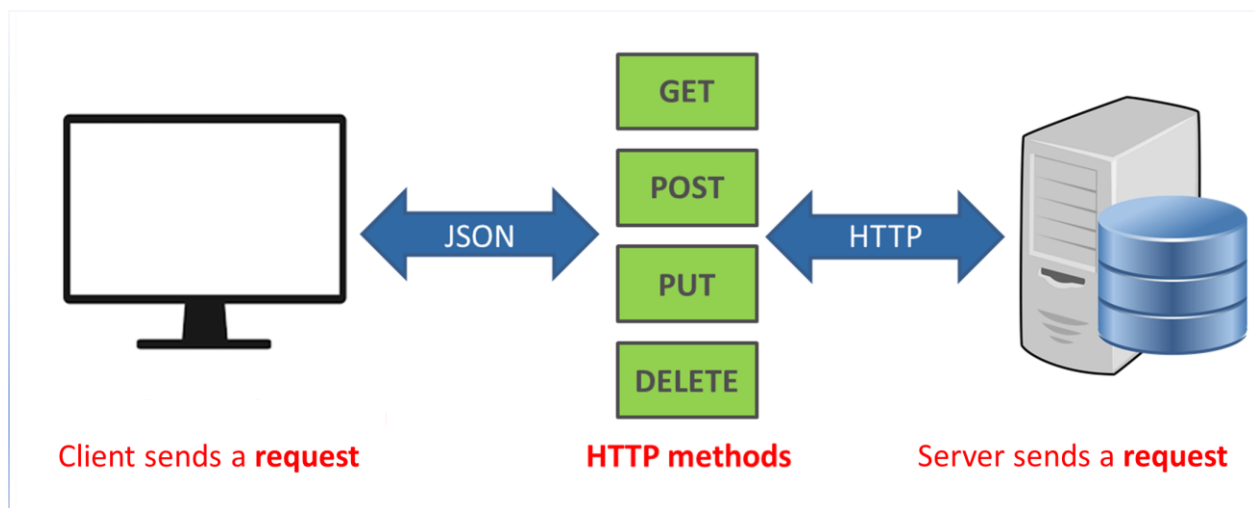 GET
POST
JSON
HTTP
PUT
DELETE
Client sends a request
HTTP methods
Server sends a request